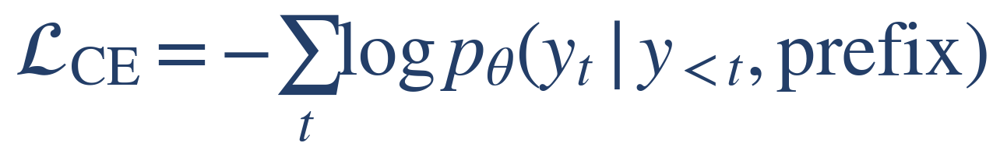 ℒ_CE = −∑_t log p_θ(y_t | y_{<t}, prefix)